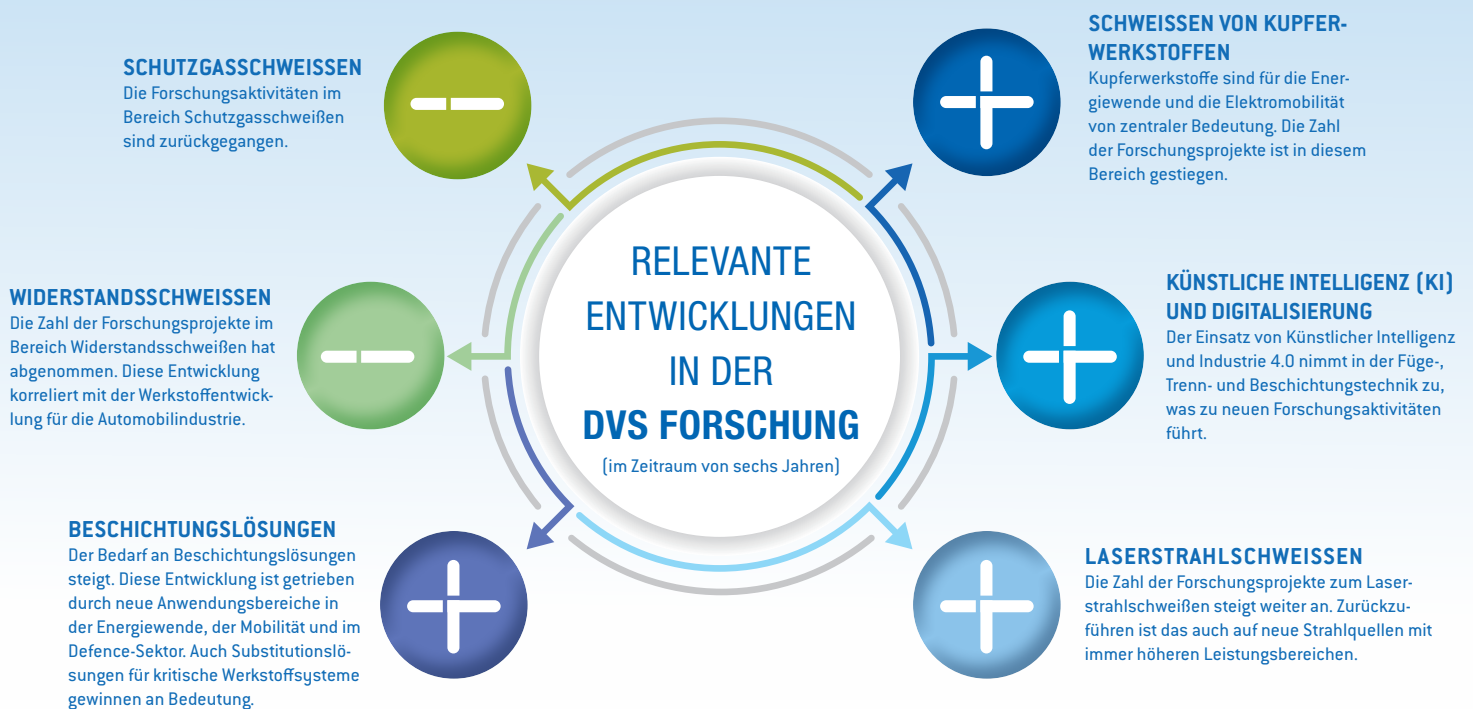 SCHUTZGASSCHWEISSEN
Die Forschungsaktivitäten im
Bereich Schutzgasschweißen
sind zurückgegangen.
SCHWEISSEN VON KUPFER-
WERKSTOFFEN
Kupferwerkstoffe sind für die Ener-
giewende und die Elektromobilität
von zentraler Bedeutung. Die Zahl
der Forschungsprojekte ist in diesem
Bereich gestiegen.
RELEVANTE
ENTWICKLUNGEN
IN DER
DVS FORSCHUNG
(im Zeitraum von sechs Jahren)
WIDERSTANDSSCHWEISSEN
Die Zahl der Forschungsprojekte im
Bereich Widerstandsschweißen hat
abgenommen. Diese Entwicklung
korreliert mit der Werkstoffentwick-
lung für die Automobilindustrie.
KÜNSTLICHE INTELLIGENZ (KI)
UND DIGITALISIERUNG
Der Einsatz von Künstlicher Intelligenz
und Industrie 4.0 nimmt in der Füge-,
Trenn- und Beschichtungstechnik zu,
was zu neuen Forschungsaktivitäten
führt.
BESCHICHTUNGSLÖSUNGEN
Der Bedarf an Beschichtungslösungen
steigt. Diese Entwicklung ist getrieben
durch neue Anwendungsbereiche in
der Energiewende, der Mobilität und im
Defence-Sektor. Auch Substitutionslö-
sungen für kritische Werkstoffsysteme
gewinnen an Bedeutung.
LASERSTRAHLSCHWEISSEN
Die Zahl der Forschungsprojekte zum Laser-
strahlschweißen steigt weiter an. Zurückzu-
führen ist das auch auf neue Strahlquellen mit
immer höheren Leistungsbereichen.